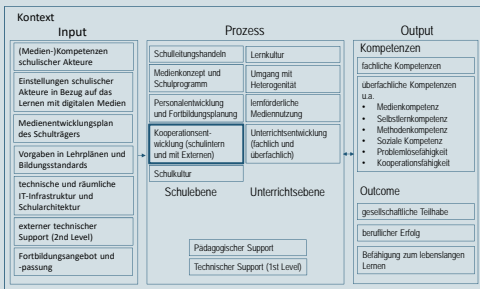 Kontext
Input
(Medien-)Kompetenzen
schulischer Akteure
Einstellungen schulischer
Akteure in Bezug auf das
Lernen mit digitalen Medien
Medienentwicklungsplan
des Schulträgers
Vorgaben in Lehrplänen und
Bildungsstandards
technische und räumliche
IT-Infrastruktur und
Schularchitektur
externer technischer
Support (2nd Level)
Fortbildungsangebot und
-passung
Prozess
Schulleitungshandeln
Medienkonzept und
Schulprogramm
Personalentwicklung
und Fortbildungsplanung
Kooperationsent-
wicklung (schulintern
und mit Externen)
Schulkultur
Schulebene
Lernkultur
Umgang mit
Heterogenität
lernförderliche
Mediennutzung
Unterrichtsentwicklung
(fachlich und
überfachlich)
Unterrichtsebene
Pädagogischer Support
Technischer Support (1st Level)
Output
Kompetenzen
fachliche Kompetenzen
überfachliche Kompetenzen
u.a.
• Medienkompetenz
• Selbstlernkompetenz
• Methodenkompetenz
• Soziale Kompetenz
• Problemlösefähigkeit
• Kooperationsfähigkeit
Outcome
gesellschaftliche Teilhabe
beruflicher Erfolg
Befähigung zum lebenslangen
Lernen